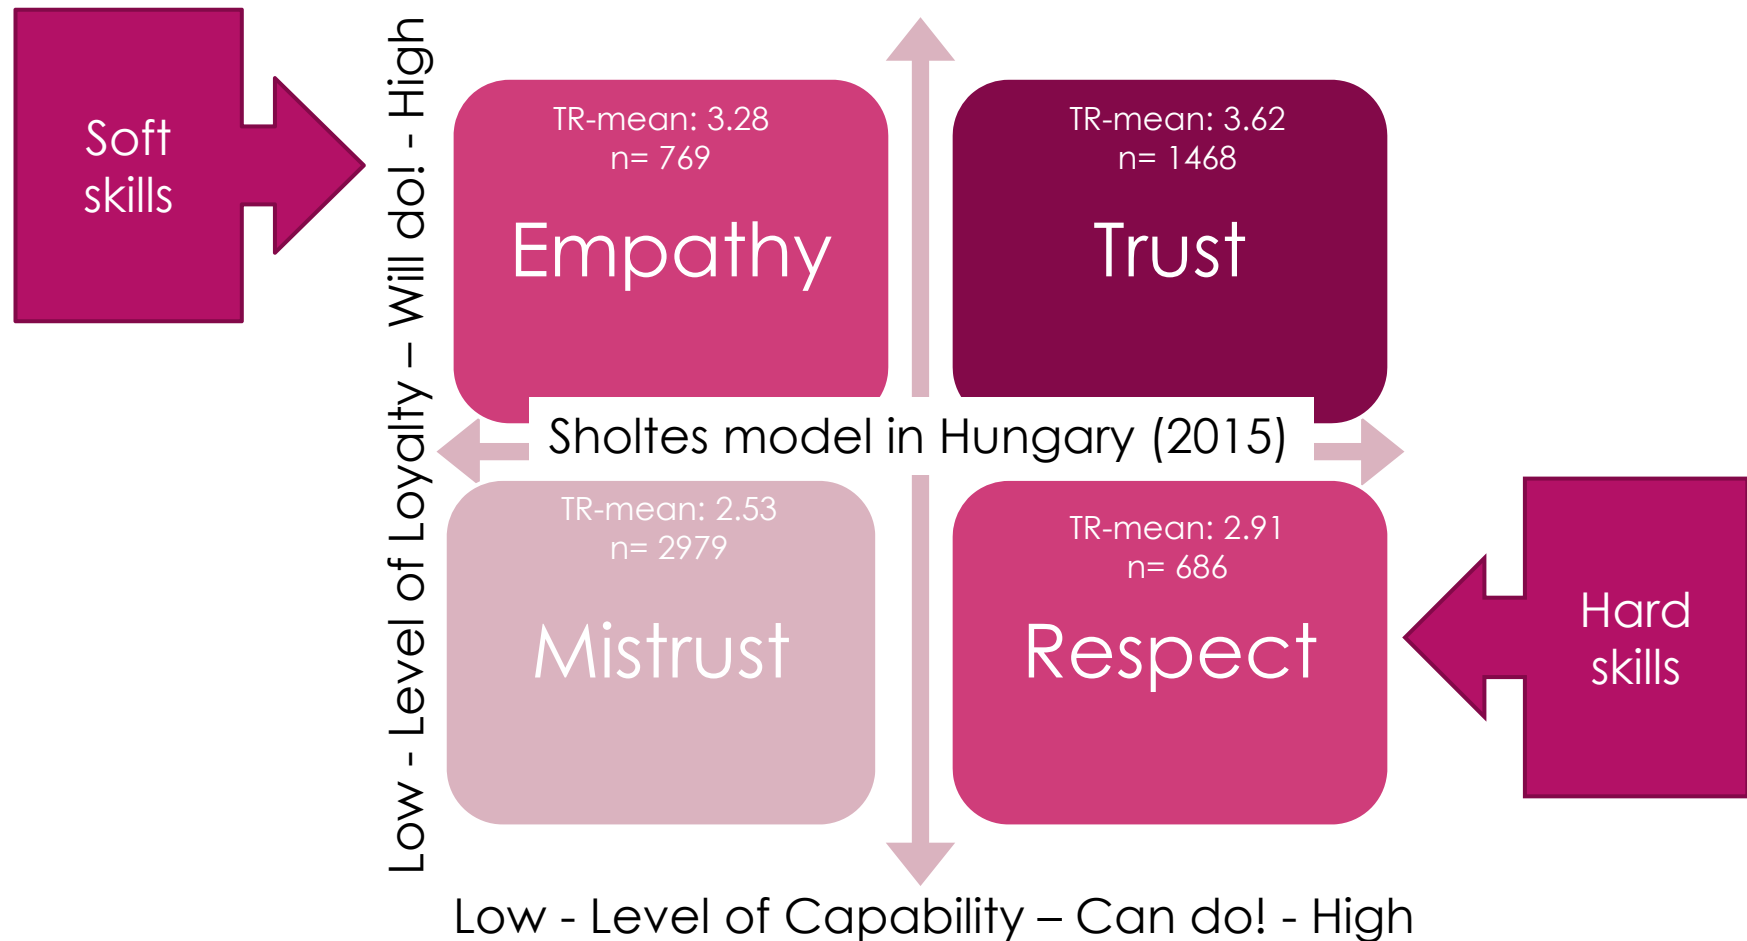 Soft
skills
Low - Level of Loyalty – Will do! - High
TR-mean: 3.28
n= 769
Empathy
TR-mean: 3.62
n= 1468
Trust
Sholtes model in Hungary (2015)
TR-mean: 2.53
n= 2979
Mistrust
TR-mean: 2.91
n= 686
Respect
Hard
skills
Low - Level of Capability – Can do! - High